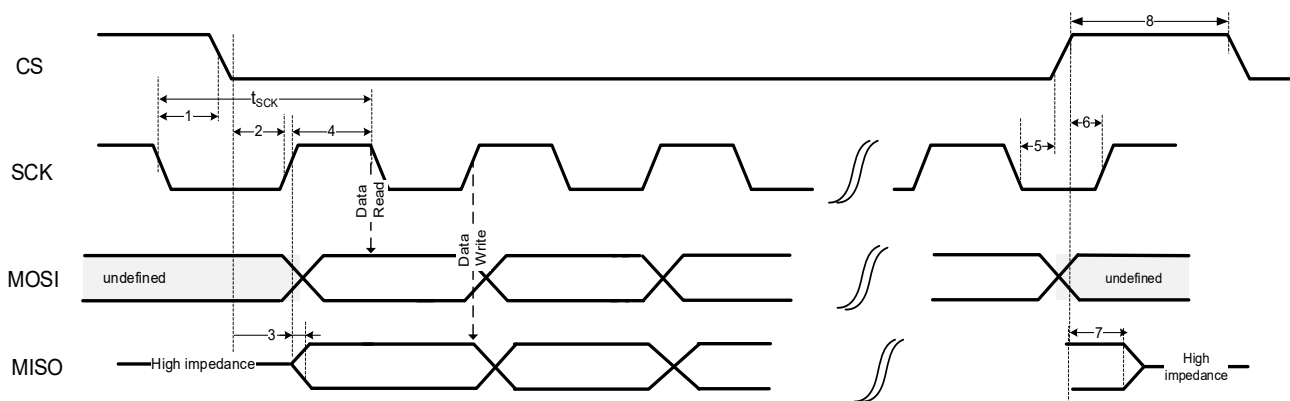 8
CS
tSCK
1
2
4
5
6
SCK
Data
Read
Data
Write
MOSI
undefined
undefined
3
7
MISO
High impedance
High
impedance